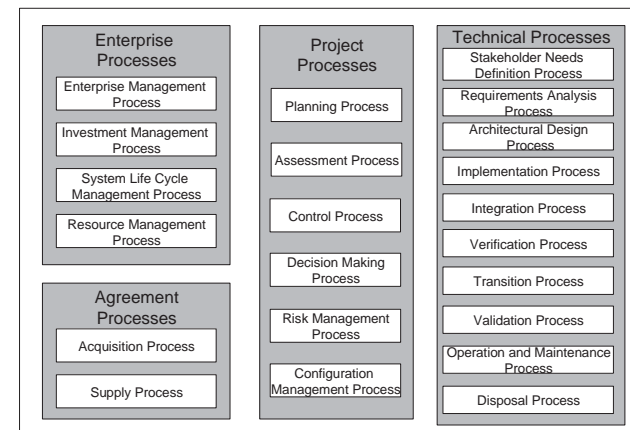 Enterprise
Processes
Enterprise Management
Process
Investment Management
Process
System Life Cycle
Management Process
Resource Management
Process
Agreement
Processes
Acquisition Process
Supply Process
Project
Processes
Planning Process
Assessment Process
Control Process
Decision Making
Process
Risk Management
Process
Configuration
Management Process
Technical Processes
Stakeholder Needs
Definition Process
Requirements Analysis
Process
Architectural Design
Process
Implementation Process
Integration Process
Verification Process
Transition Process
Validation Process
Operation and Maintenance
Process
Disposal Process